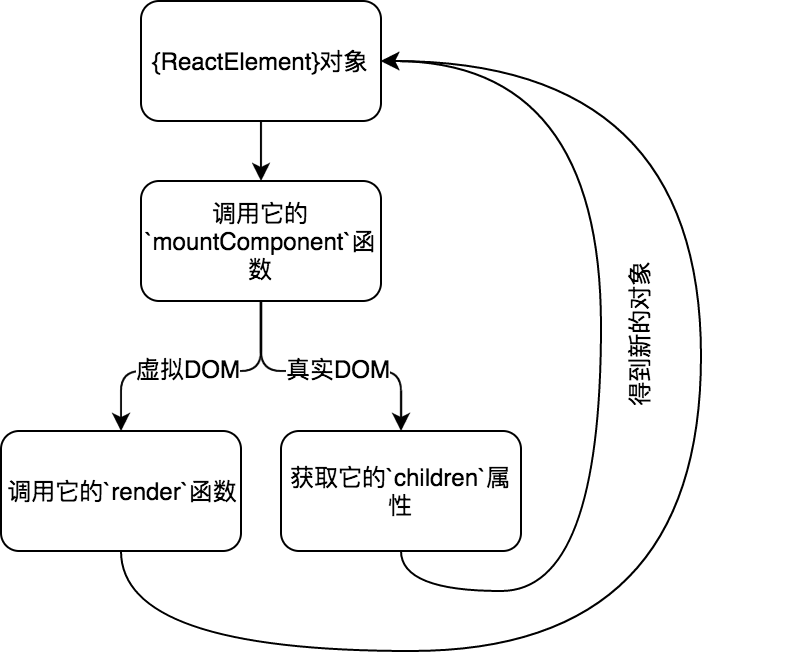 {ReactElement}对象
调用它的
`mountComponent`函
数
虚拟DOM
真实DOM
调用它的`render`函数
获取它的`children`属
性
得到新的对象